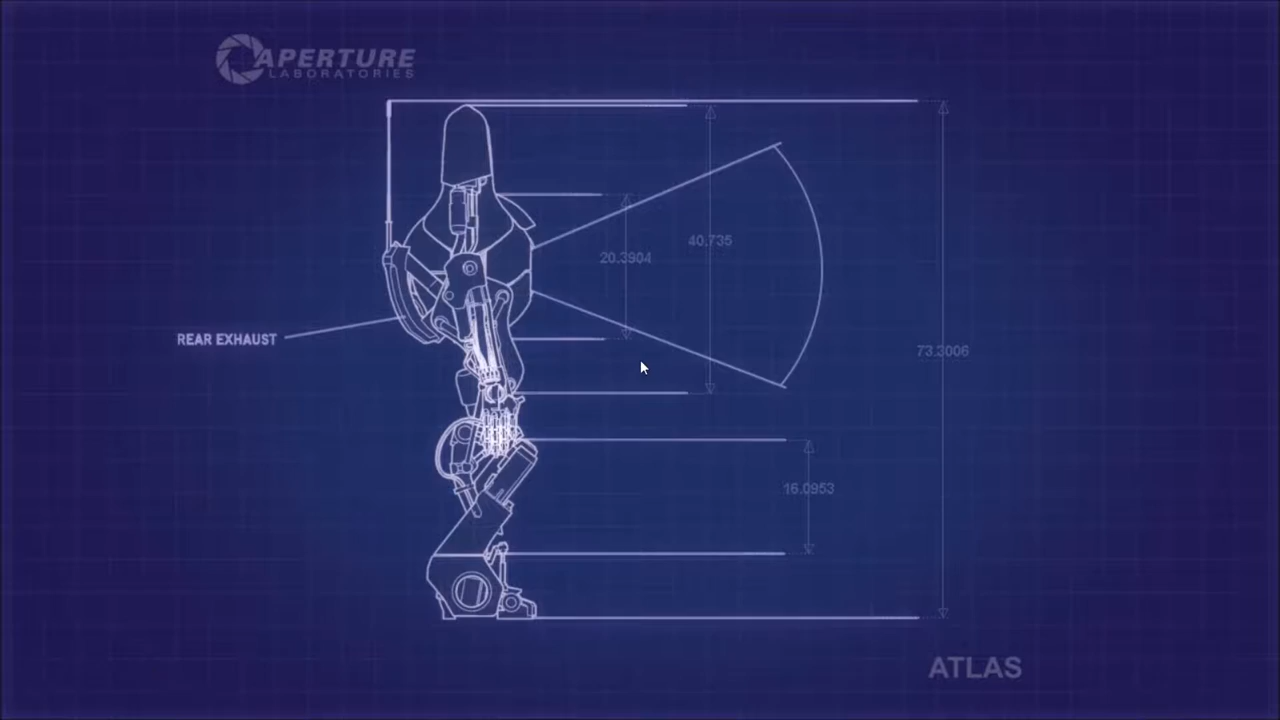 APERTURE
LABORATORIES
40.735
20.3904
REAR EXHAUST
73.3006
16.0953
ATLAS